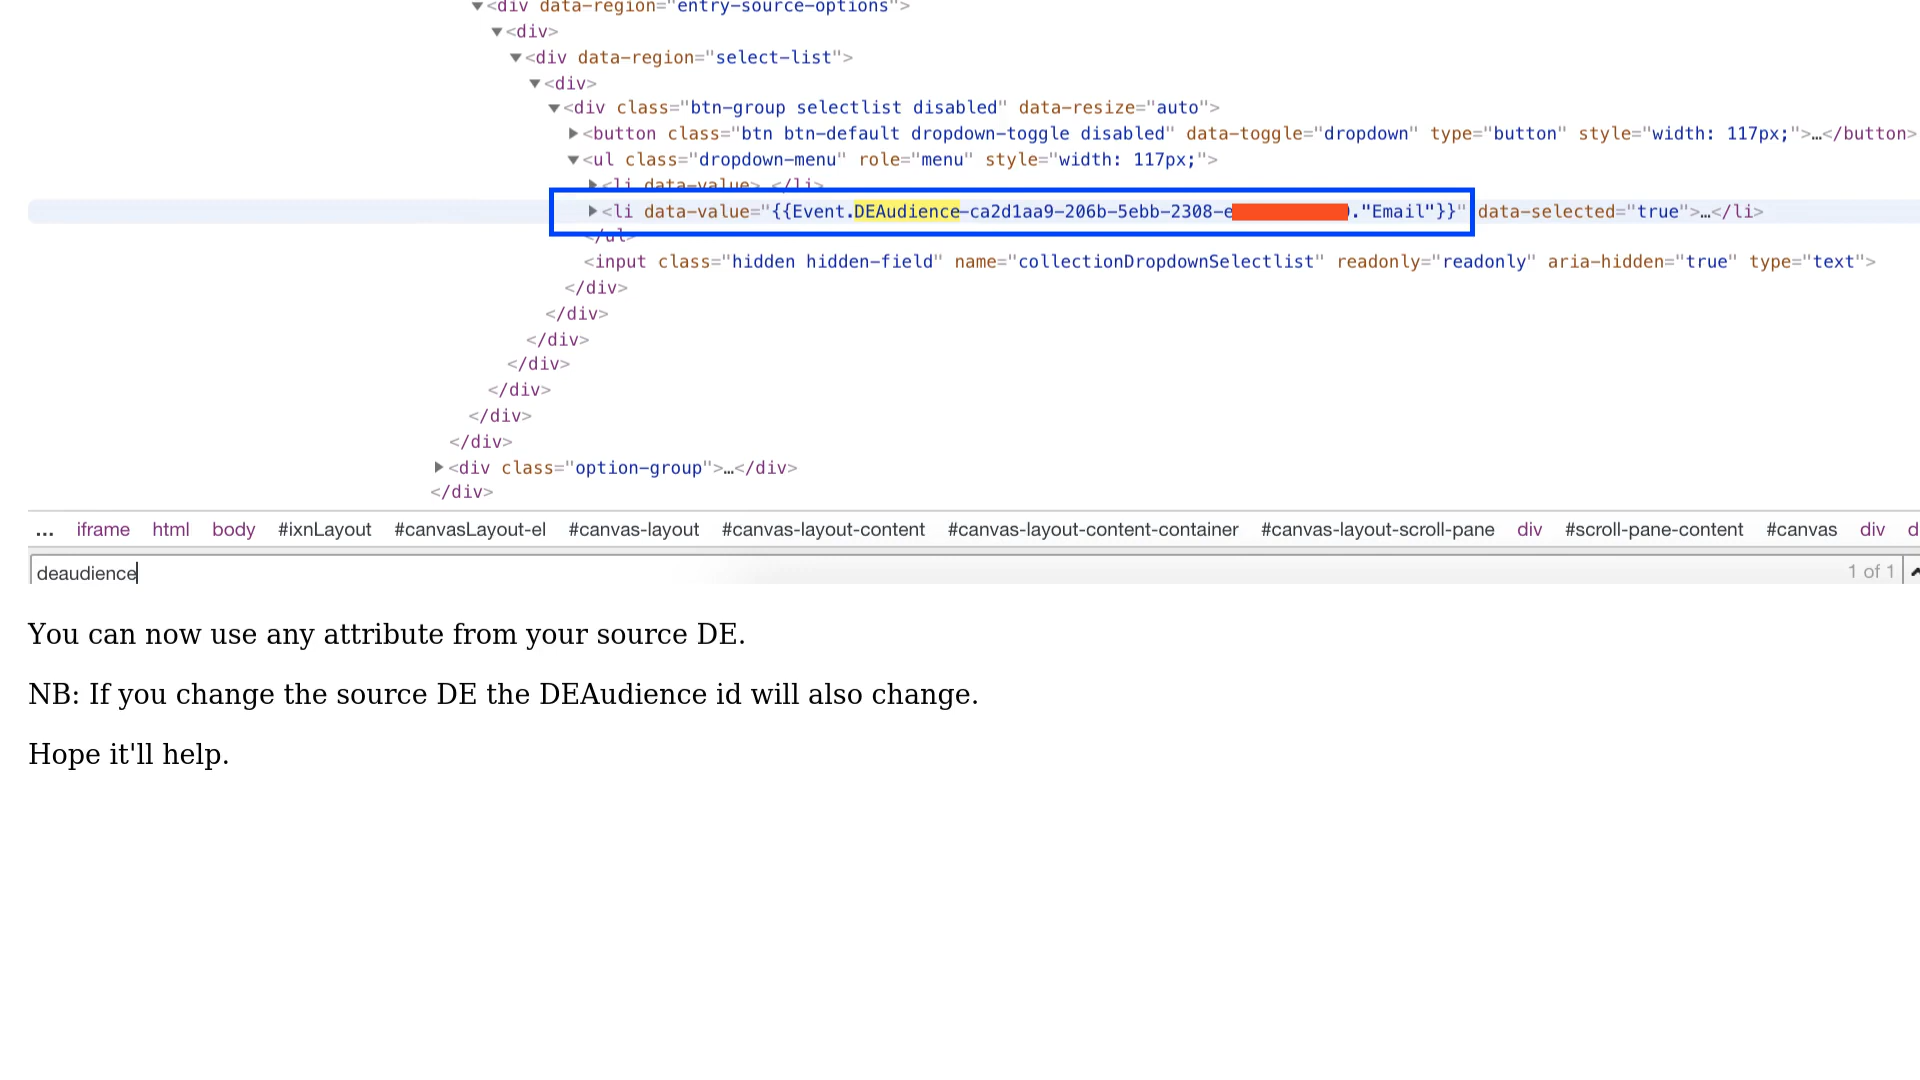 ▼<div data-region="entry-source-options">
▼<div>
▼<div data-region="select-list">
▼<div>
▼<div class="btn-group selectlist disabled" data-resize="auto">
▶<button class="btn btn-default dropdown-toggle disabled" data-toggle="dropdown" type="button" style="width: 117px;">…</button>
▼<ul class="dropdown-menu" role="menu" style="width: 117px;">
▶<li data-value> </li>
▶<li data-value="{{Event.DEAudience-ca2d1aa9-206b-5ebb-2308-e ."Email"}}" data-selected="true">…</li>
</ul>
<input class="hidden hidden-field" name="collectionDropdownSelectlist" readonly="readonly" aria-hidden="true" type="text">
</div>
</div>
</div>
</div>
</div>
</div>
</div>
▶<div class="option-group">…</div>
</div>
... iframe html body #ixnLayout #canvasLayout-el #canvas-layout #canvas-layout-content #canvas-layout-content-container #canvas-layout-scroll-pane div #scroll-pane-content #canvas div d
deaudience 1 of 1
You can now use any attribute from your source DE.
NB: If you change the source DE the DEAudience id will also change.
Hope it'll help.